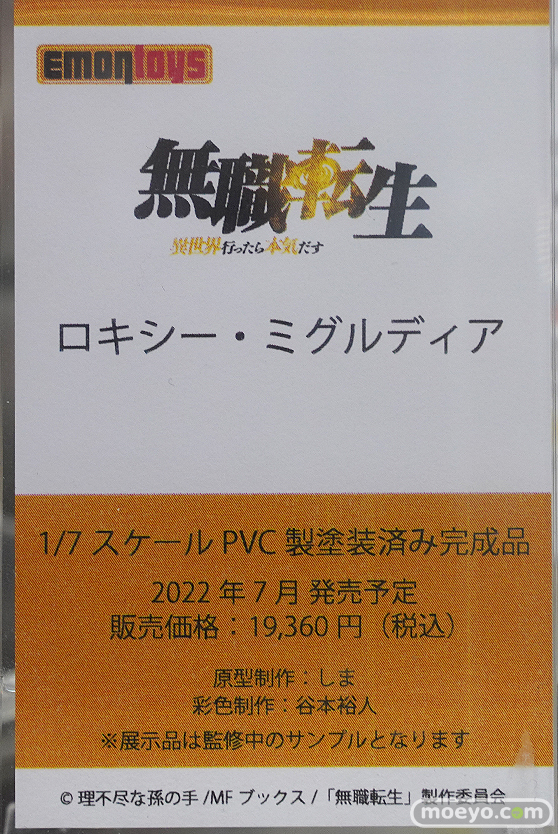 Emontoys
無職転生
異世界行ったら本気だす
ロキシー・ミグルディア
1/7 スケール PVC 製塗装済み完成品
2022 年 7 月 発売予定
販売価格：19,360 円（税込）
原型制作：しま
彩色制作：谷本裕人
※展示品は監修中のサンプルとなります
© 理不尽な孫の手 /MF ブックス /「無職転生」製作委員会
moeyo.com